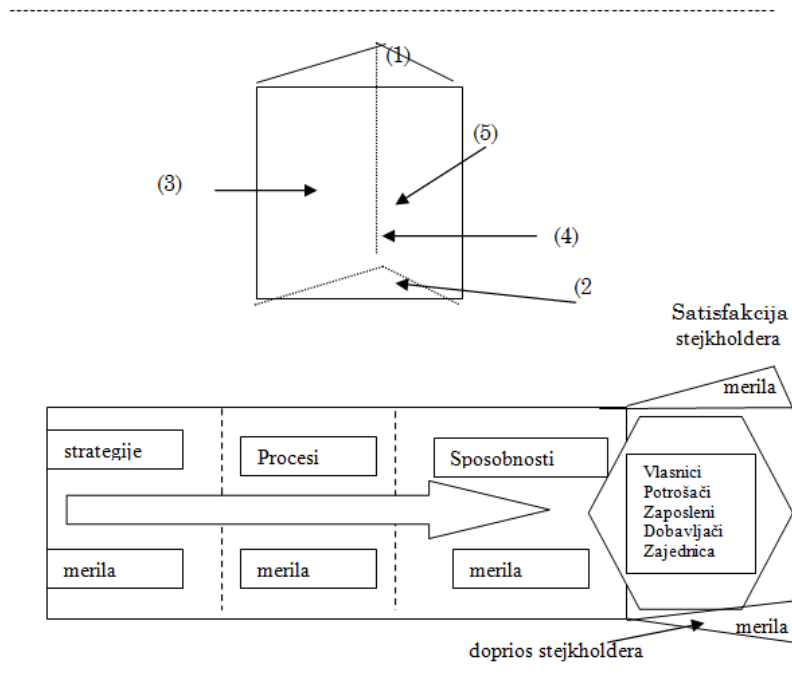 (1)
(5)
(3)
(4)
(2
Satisfakcija
stejkholdera
merila
strategije
Procesi
Sposobnosti
Vlasnici
Potrošači
Zaposleni
Dobavljači
Zajednica
merila
merila
merila
merila
doprios stejkholdera